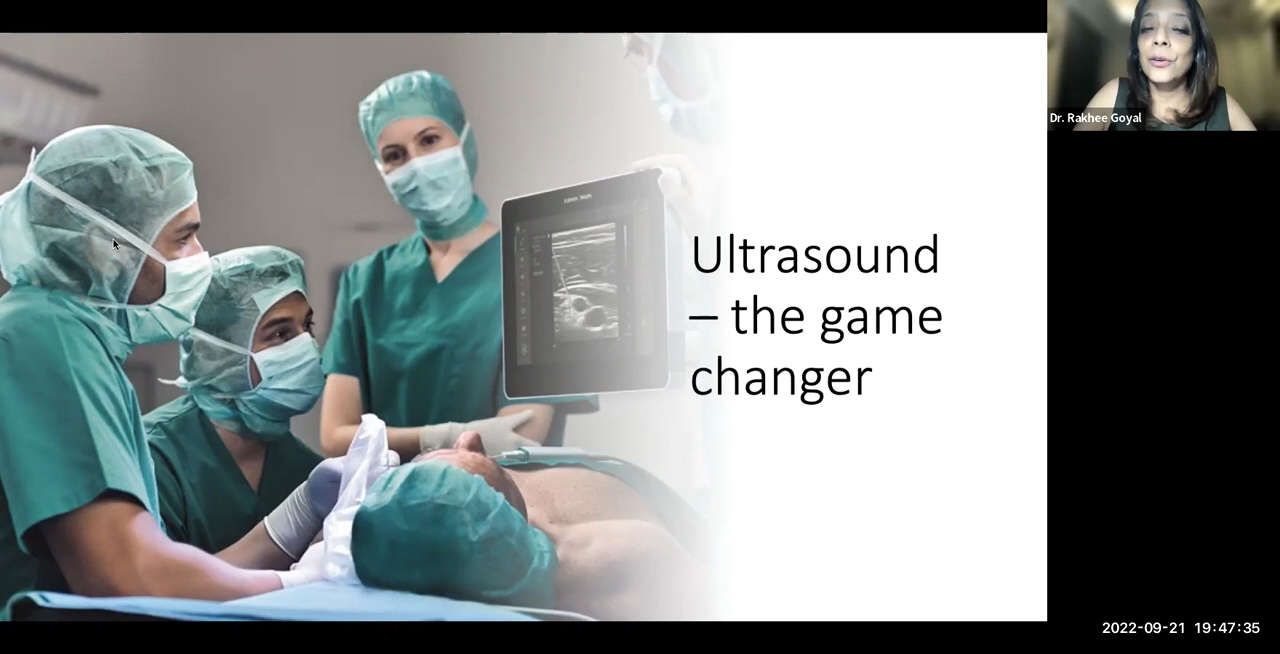 Dr. Rakhee Goyal
Ultrasound
– the game
changer
2022-09-21 19:47:35